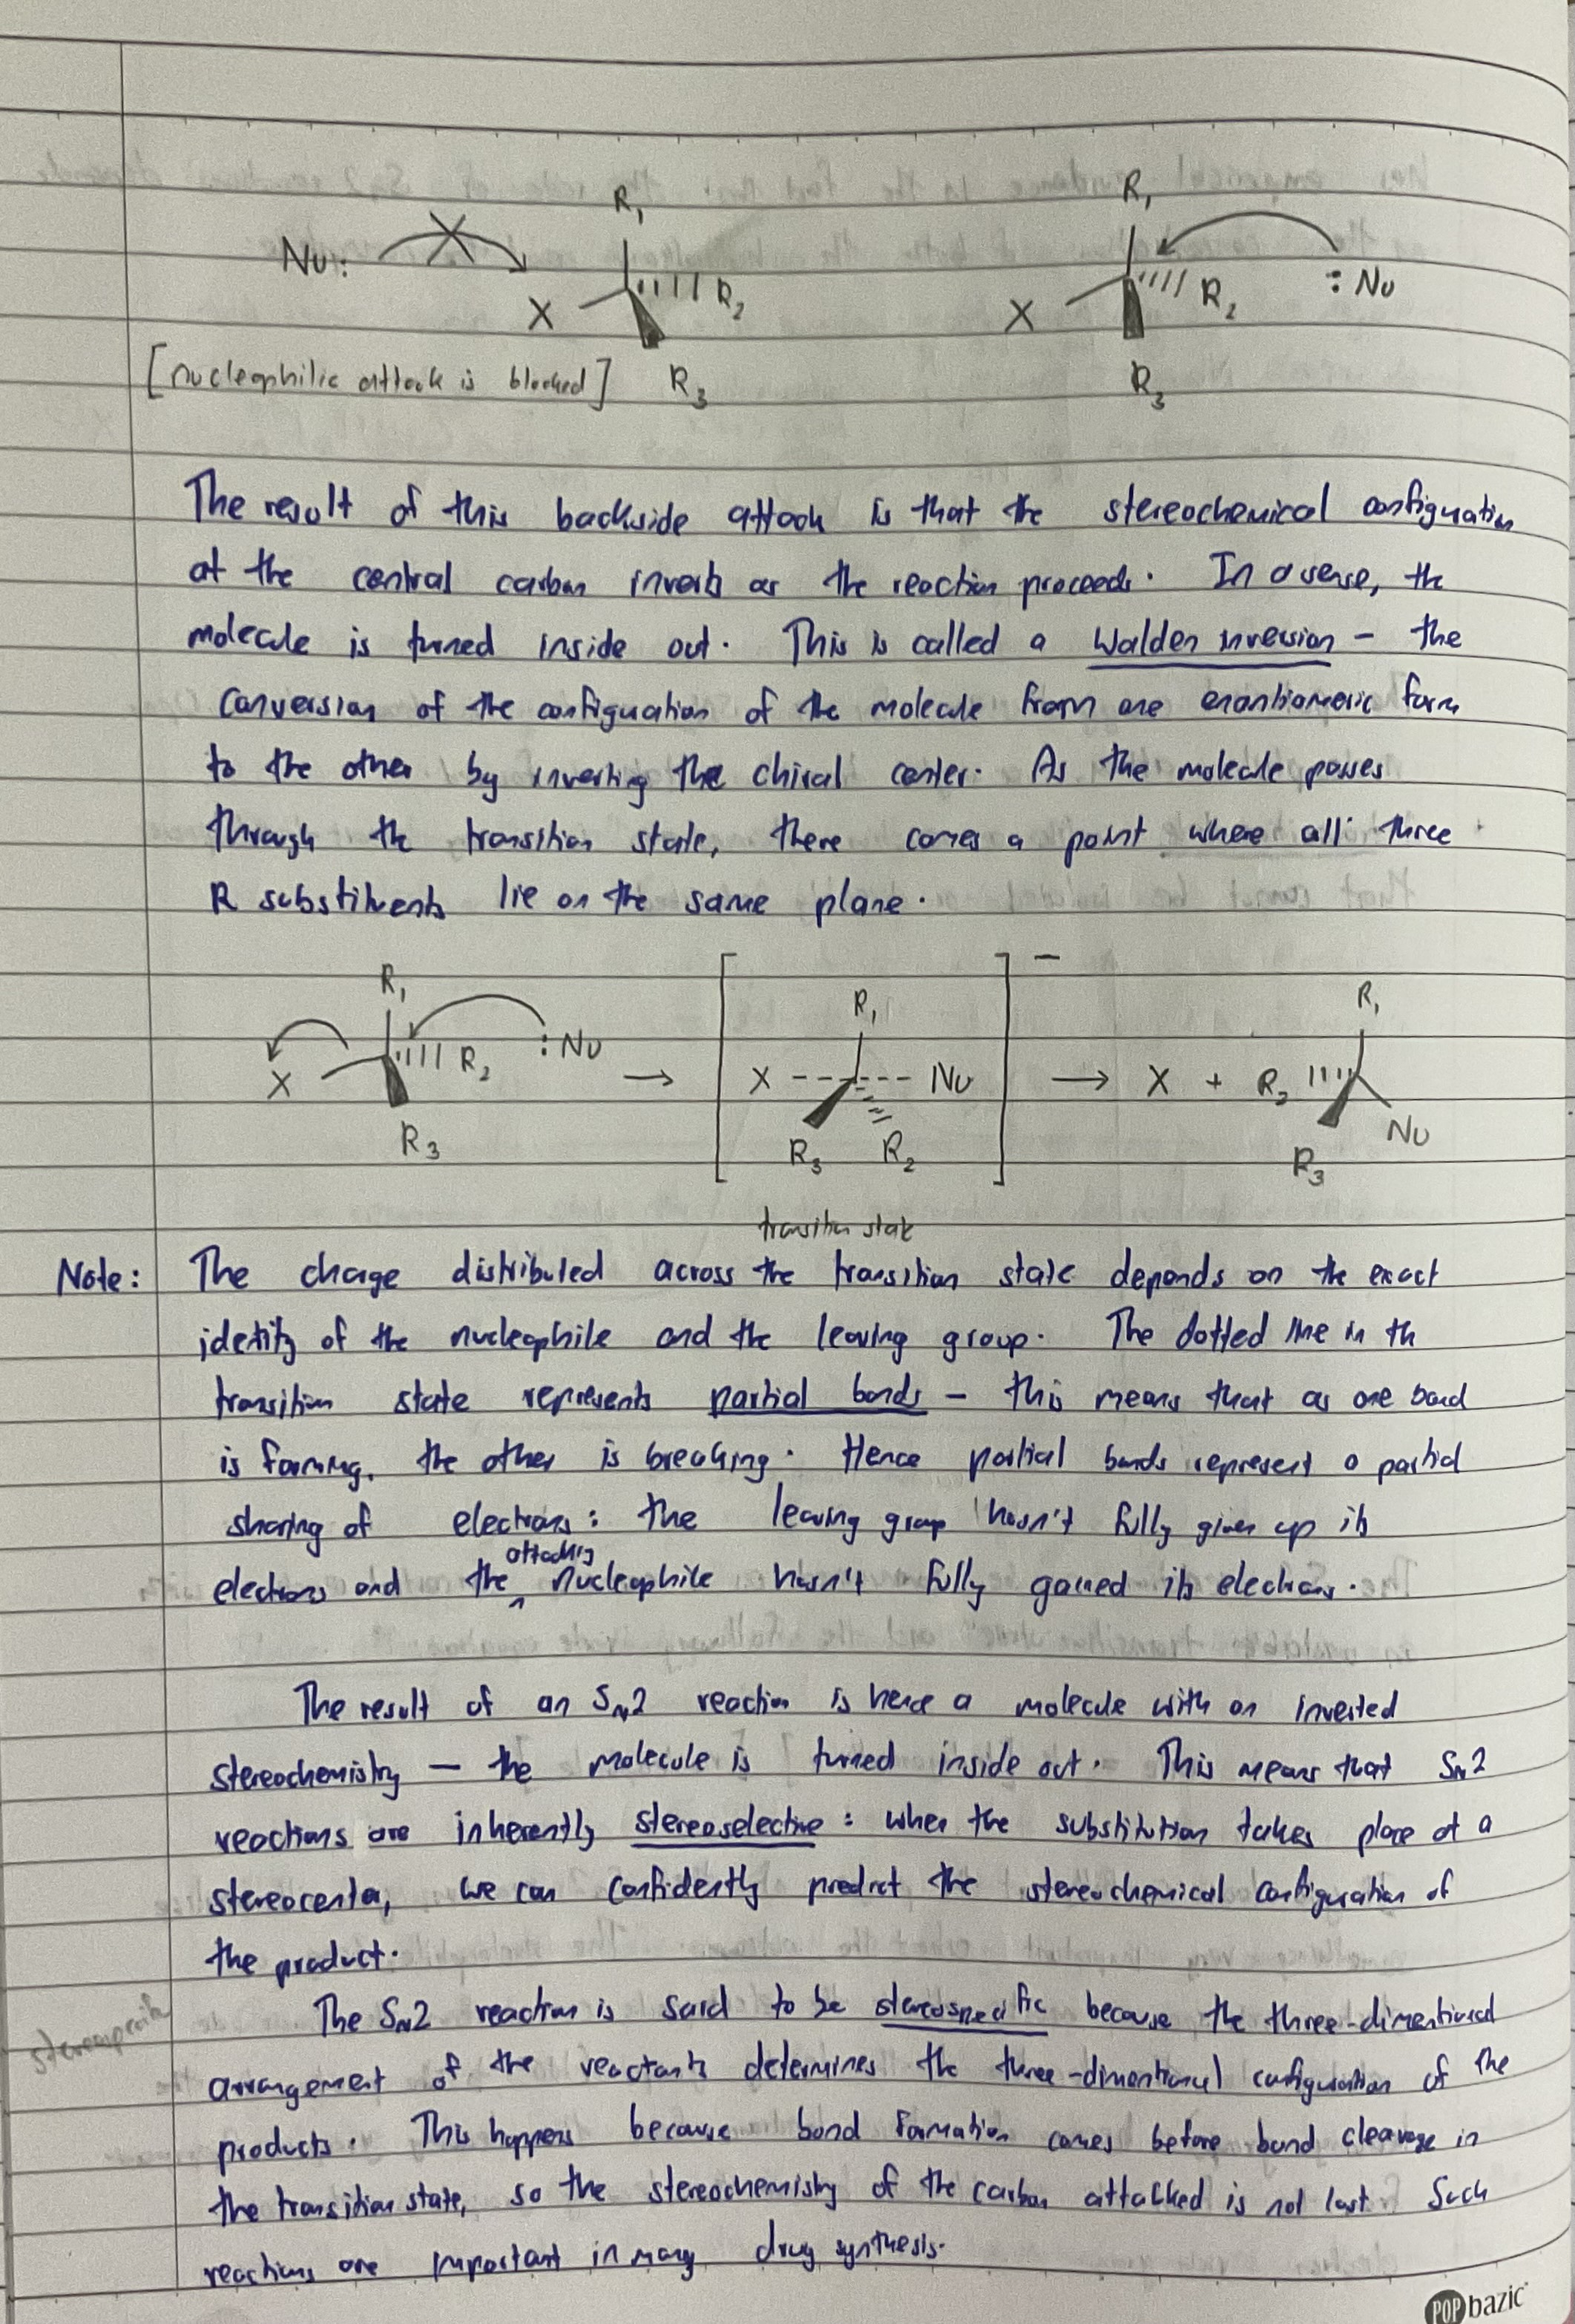 Nu: R₁ X R₂ R₃
R₁ X R₂ R₃ :Nu
[nucleophilic attack is blocked]
The result of this backside attack is that the stereochemical configuration
at the central carbon inverts as the reaction proceeds. In a sense, the
molecule is turned inside out. This is called a Walden inversion – the
conversion of the configuration of the molecule from one enantiomeric form
to the other by inverting the chiral center. As the molecule passes
through the transition state, there comes a point where all three
R substituents lie on the same plane.
R₁ X R₂ R₃ :Nu → [X --- R₁ --- Nu R₃ R₂]⁻ → X + R₂ R₁ R₃ Nu
transition state
Note: The charge distributed across the transition state depends on the exact
identity of the nucleophile and the leaving group. The dotted line in th
transition state represents partial bonds – this means that as one bond
is forming, the other is breaking. Hence partial bonds represent a partial
sharing of electrons: the leaving group hasn't fully given up its
electrons and the attacking nucleophile hasn't fully gained its electrons.
The result of an SN2 reaction is hence a molecule with an inverted
stereochemistry – the molecule is turned inside out. This means that SN2
reactions are inherently stereoselective: when the substitution takes place at a
stereocenter, we can confidently predict the stereochemical configuration of
the product.
The SN2 reaction is said to be stereospecific because the three-dimentional
arrangement of the reactants determines the three-dimentional configuration of the
products. This happens because bond formation comes before bond cleavage in
the transition state, so the stereochemistry of the carbon attacked is not lost. Such
reactions are important in many drug synthesis.
POP bazic